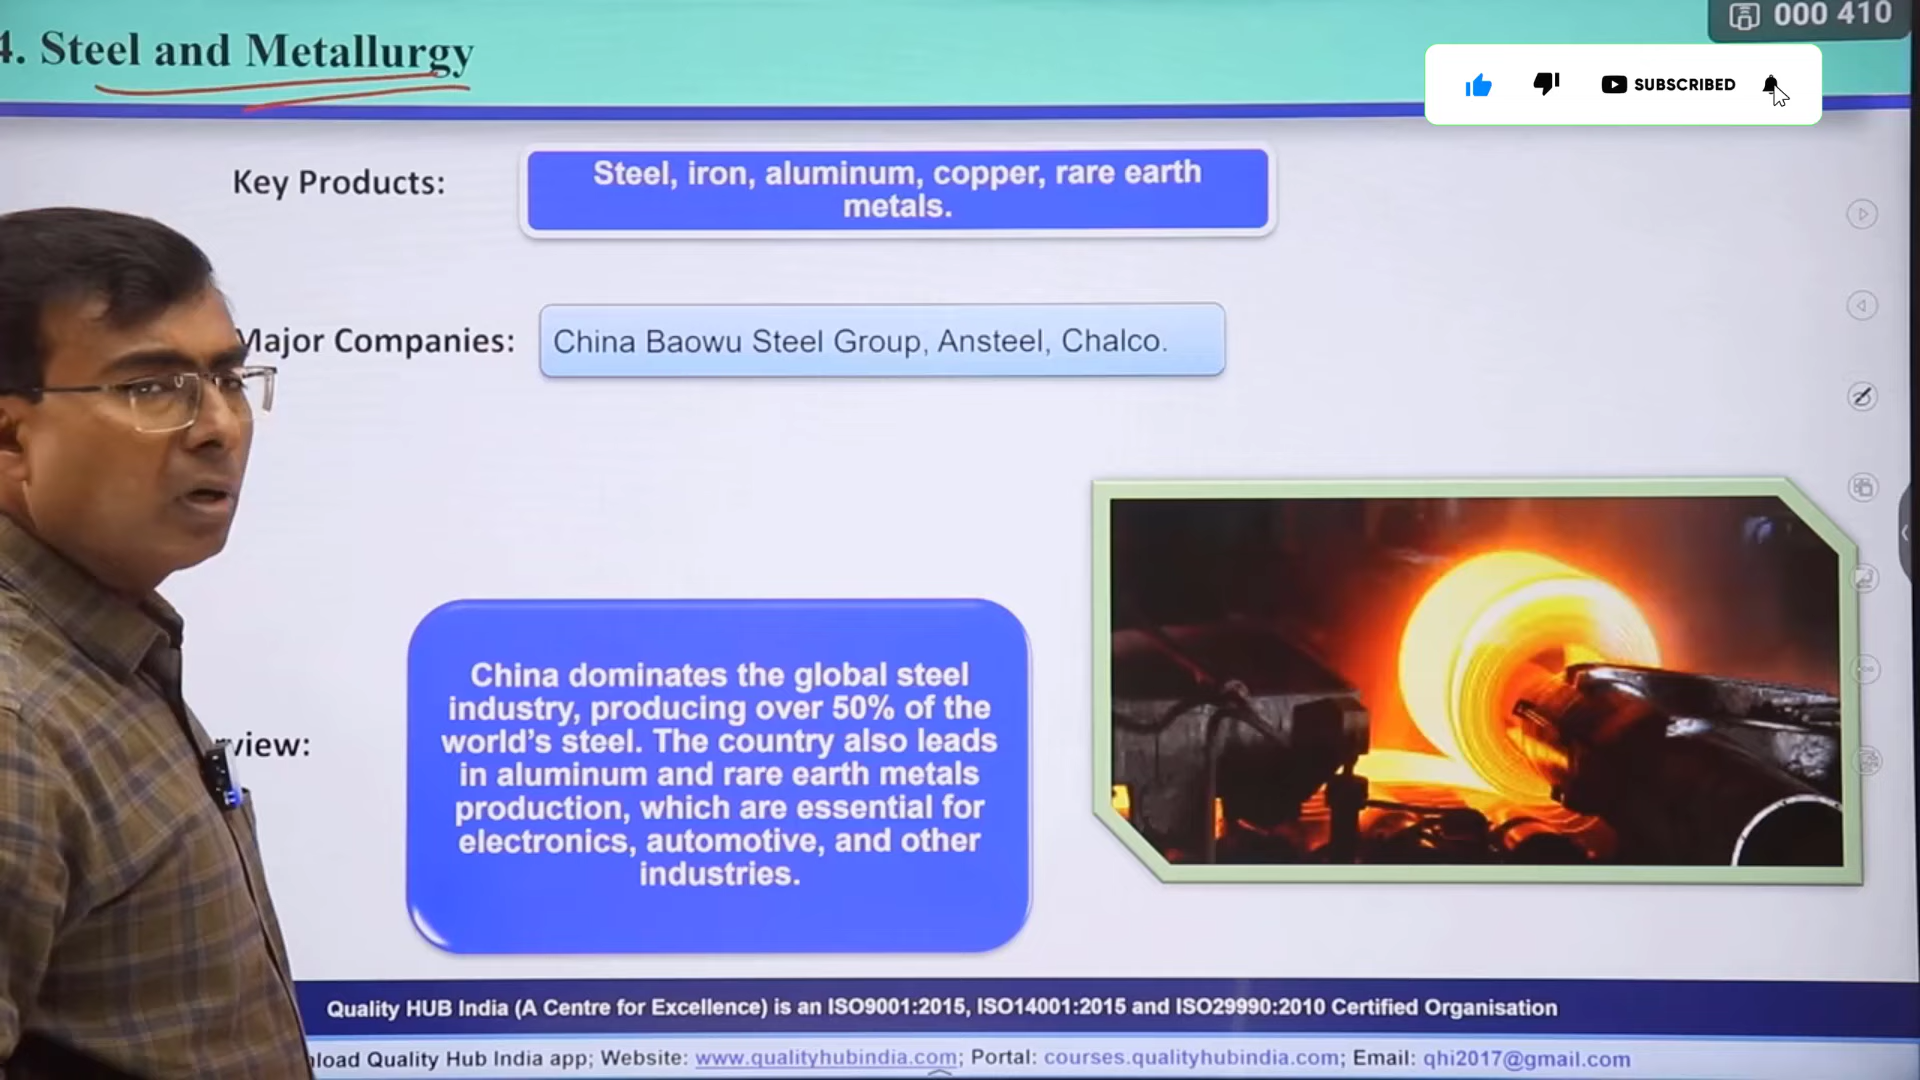 4. Steel and Metallurgy
000 410
SUBSCRIBED
Key Products:
Steel, iron, aluminum, copper, rare earth
metals.
Major Companies:
China Baowu Steel Group, Ansteel, Chalco.
China dominates the global steel
industry, producing over 50% of the
world's steel. The country also leads
in aluminum and rare earth metals
production, which are essential for
electronics, automotive, and other
industries.
rview:
Quality HUB India (A Centre for Excellence) is an ISO9001:2015, ISO14001:2015 and ISO29990:2010 Certified Organisation
nload Quality Hub India app; Website: www.qualityhubindia.com; Portal: courses.qualityhubindia.com; Email: qhi2017@gmail.com